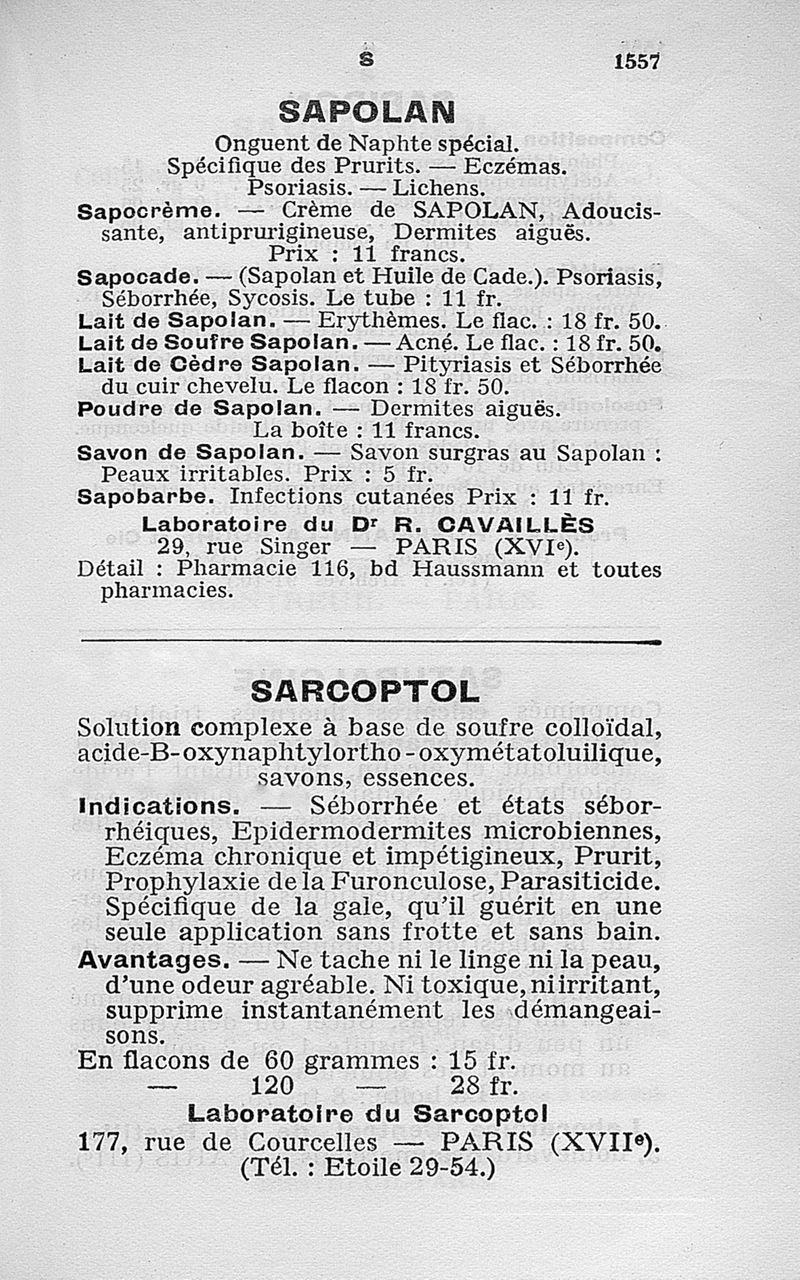 S 1557
SAPOLAN
Onguent de Naphte spécial.
Spécifique des Prurits. — Eczémas.
Psoriasis. — Lichens.
Sapocrème. — Crème de SAPOLAN, Adoucis-
sante, antiprurigineuse, Dermites aiguës.
Prix : 11 francs.
Sapocade. — (Sapolan et Huile de Cade.). Psoriasis,
Séborrhée, Sycosis. Le tube : 11 fr.
Lait de Sapolan. — Erythèmes. Le flac. : 18 fr. 50.
Lait de Soufre Sapolan. — Acné. Le flac. : 18 fr. 50.
Lait de Cèdre Sapolan. — Pityriasis et Séborrhée
du cuir chevelu. Le flacon : 18 fr. 50.
Poudre de Sapolan. — Dermites aiguës.
La boîte : 11 francs.
Savon de Sapolan. — Savon surgras au Sapolan :
Peaux irritables. Prix : 5 fr.
Sapobarbe. Infections cutanées Prix : 11 fr.
Laboratoire du Dr R. CAVAILLÈS
29, rue Singer — PARIS (XVIe).
Détail : Pharmacie 116, bd Haussmann et toutes
pharmacies.
SARCOPTOL
Solution complexe à base de soufre colloïdal,
acide-B-oxynaphtylortho-oxymétatoluilique,
savons, essences.
Indications. — Séborrhée et états sébor-
rhéiques, Epidermodermites microbiennes,
Eczéma chronique et impétigineux, Prurit,
Prophylaxie de la Furonculose, Parasiticide.
Spécifique de la gale, qu'il guérit en une
seule application sans frotte et sans bain.
Avantages. — Ne tache ni le linge ni la peau,
d'une odeur agréable. Ni toxique, ni irritant,
supprime instantanément les démangeai-
sons.
En flacons de 60 grammes : 15 fr.
— 120 — 28 fr.
Laboratoire du Sarcoptol
177, rue de Courcelles — PARIS (XVIIe).
(Tél. : Etoile 29-54.)